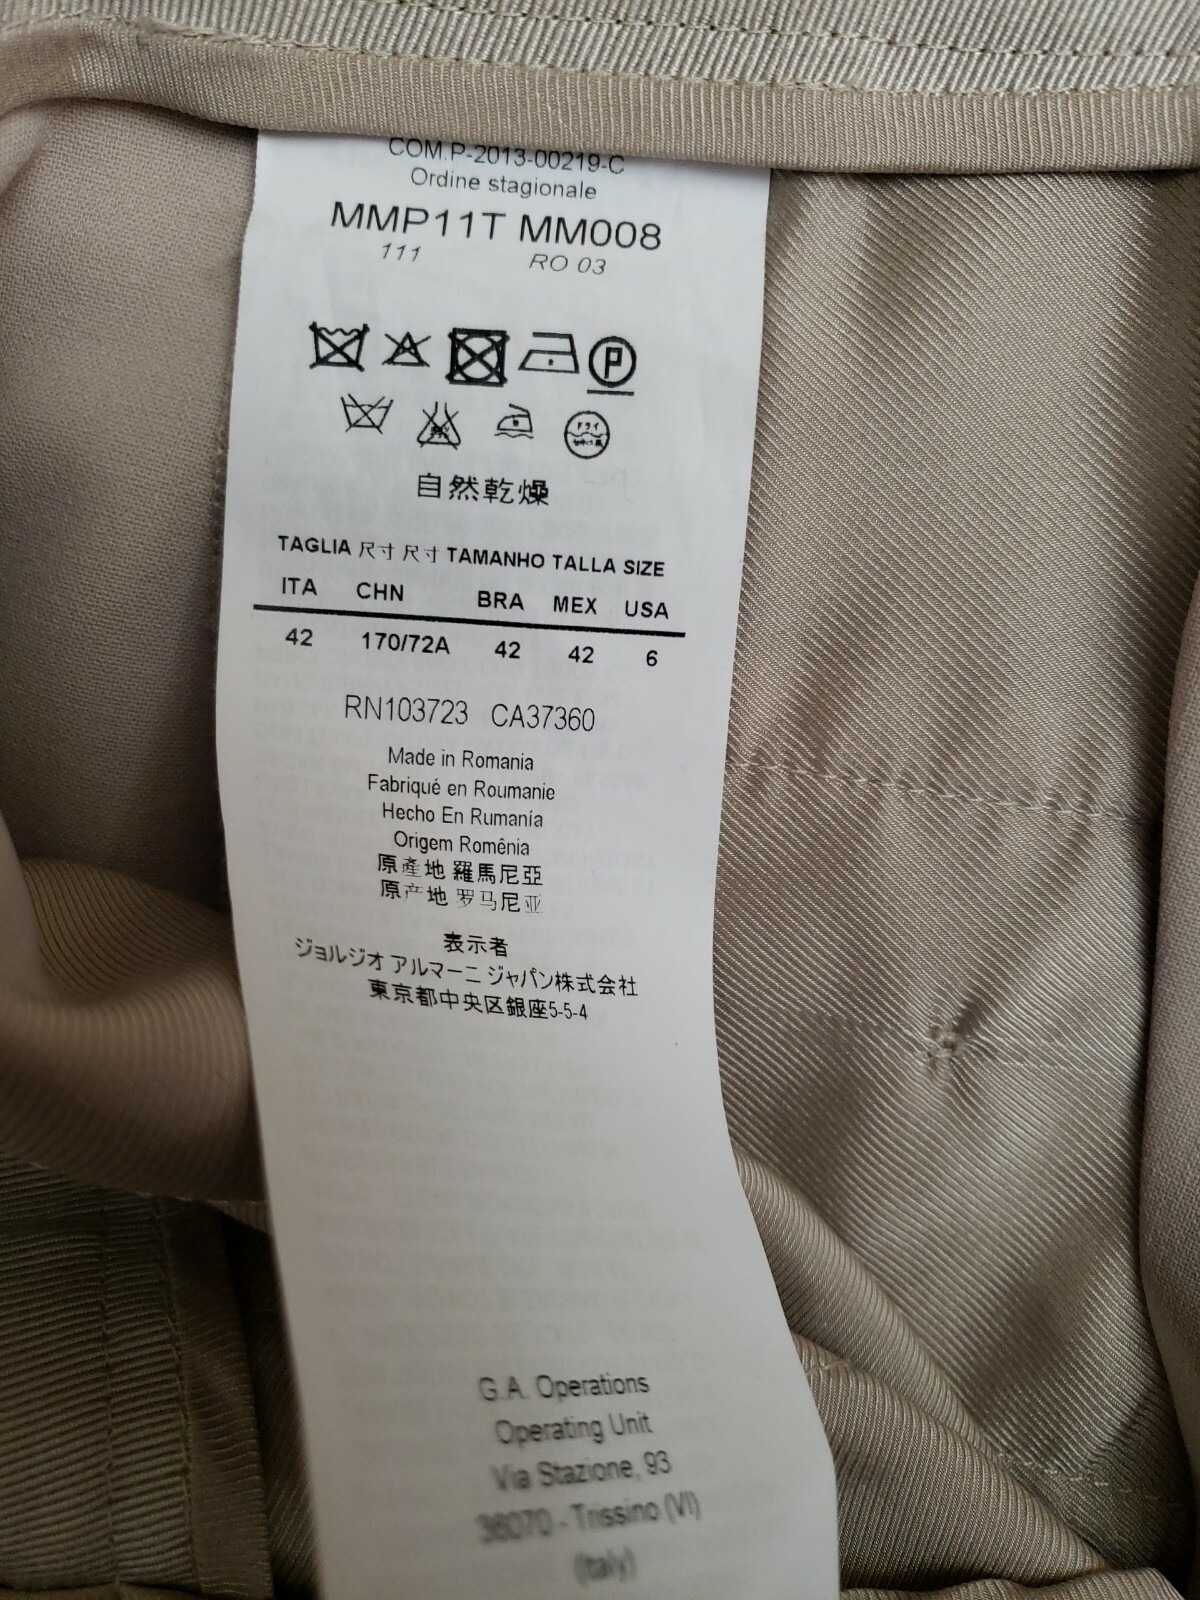 COM.P-2013-00219-C
Ordine stagionale
MMP11T MM008
111 RO 03
P
ドライ
自然乾燥
TAGLIA 尺寸 尺寸 TAMANHO TALLA SIZE
ITA CHN BRA MEX USA
42 170/72A 42 42 6
RN103723 CA37360
Made in Romania
Fabriqué en Roumanie
Hecho En Rumanía
Origem Romênia
原產地 羅馬尼亞
原产地 罗马尼亚
表示者
ジョルジオ アルマーニ ジャパン株式会社
東京都中央区銀座5-5-4
G.A. Operations
Operating Unit
Via Stazione, 93
36070 - Trissino (VI)
(Italy)